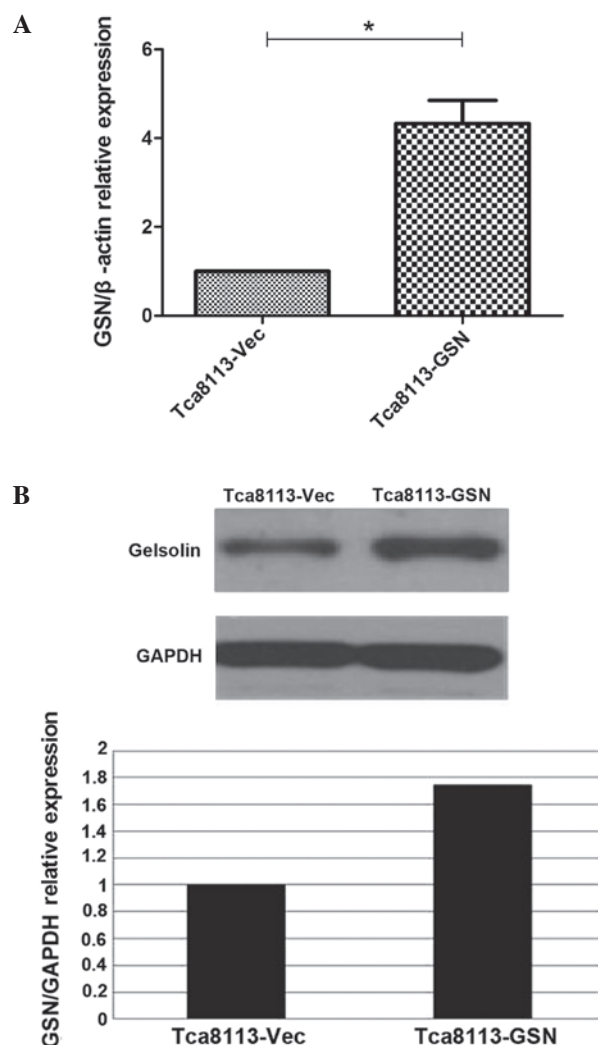 A
*
GSN/β -actin relative expression
6
4
2
0
Tca8113-Vec
Tca8113-GSN
B
Tca8113-Vec Tca8113-GSN
Gelsolin
GAPDH
GSN/GAPDH relative expression
2
1.8
1.6
1.4
1.2
1
0.8
0.6
0.4
0.2
0
Tca8113-Vec Tca8113-GSN